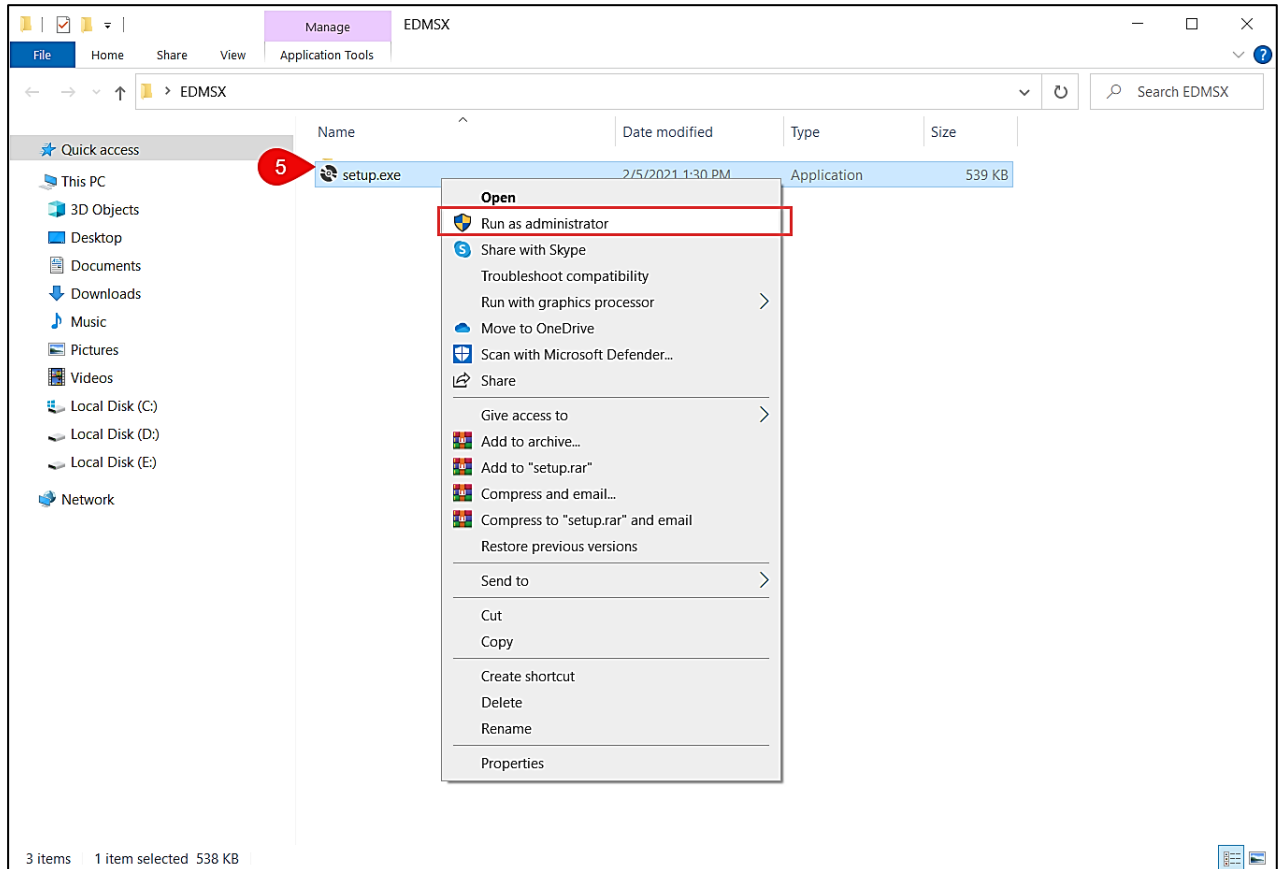 Manage
EDMSX
File
Home
Share
View
Application Tools
?
EDMSX
Search EDMSX
Name
Date modified
Type
Size
Quick access
This PC
3D Objects
Desktop
Documents
Downloads
Music
Pictures
Videos
Local Disk (C:)
Local Disk (D:)
Local Disk (E:)
Network
5
setup.exe
2/5/2021 1:30 PM
Application
539 KB
Open
Run as administrator
S
Share with Skype
Troubleshoot compatibility
Run with graphics processor
Move to OneDrive
Scan with Microsoft Defender...
Share
Give access to
Add to archive...
Add to "setup.rar"
Compress and email...
Compress to "setup.rar" and email
Restore previous versions
Send to
Cut
Copy
Create shortcut
Delete
Rename
Properties
3 items
1 item selected 538 KB